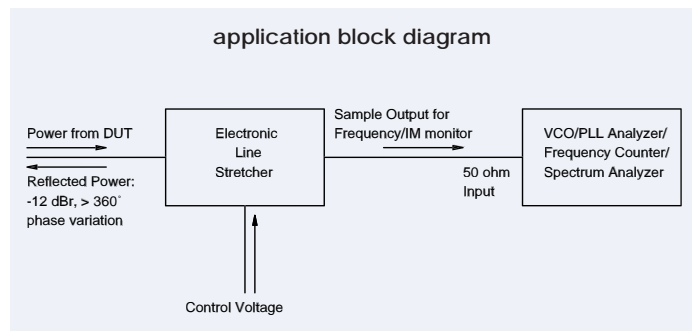 application block diagram
Power from DUT
Reflected Power:
-12 dBr, > 360°
phase variation
Electronic
Line
Stretcher
Sample Output for
Frequency/IM monitor
50 ohm
Input
VCO/PLL Analyzer/
Frequency Counter/
Spectrum Analyzer
Control Voltage